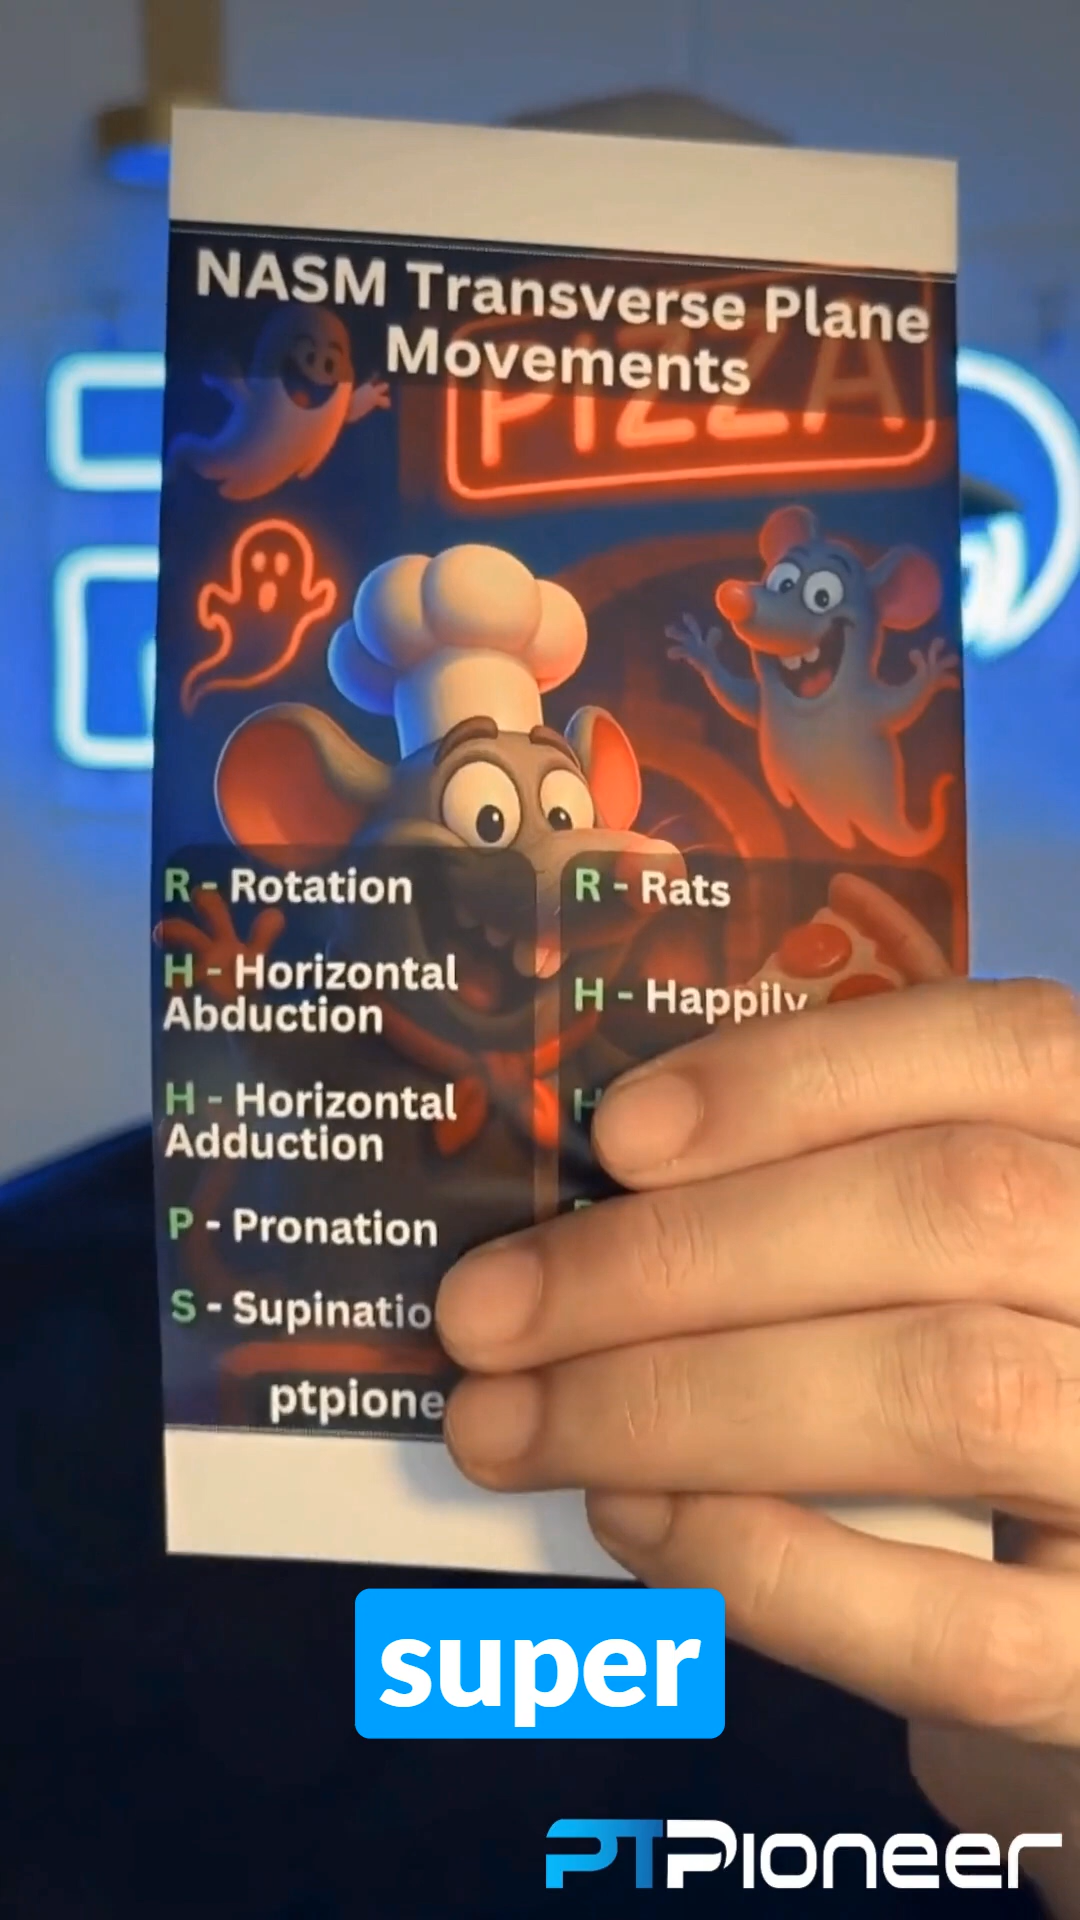 NASM Transverse Plane
Movements
PIZZA
R - Rotation
H - Horizontal
Abduction
H - Horizontal
Adduction
P - Pronation
S - Supinatio
ptpione
R - Rats
H - Happily
H
super
PTPioneer